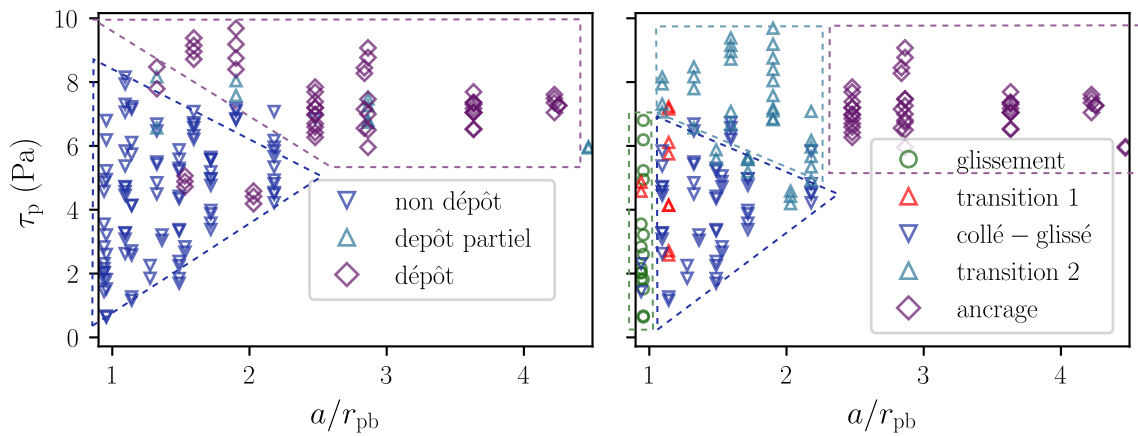 10
8
6
4
2
0
τp (Pa)
non dépôt
depôt partiel
dépôt
1
2
3
4
a/rpb
glissement
transition 1
collé − glissé
transition 2
ancrage
1
2
3
4
a/rpb